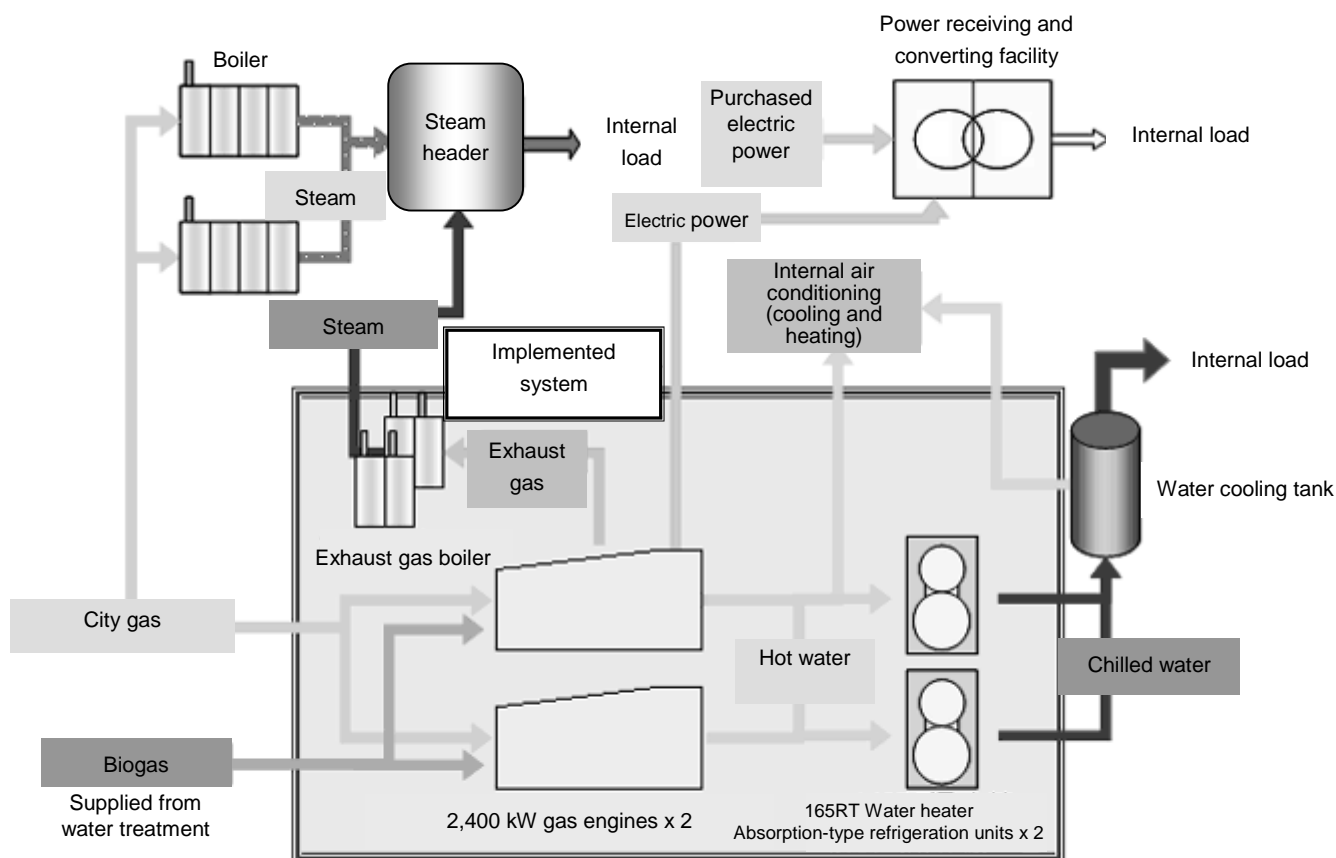 Power receiving and
converting facility
Boiler
Steam
header
Internal
load
Purchased
electric
power
Internal load
Steam
Electric power
Internal air
conditioning
(cooling and
heating)
Steam
Implemented
system
Internal load
Exhaust
gas
Water cooling tank
Exhaust gas boiler
City gas
Hot water
Chilled water
Biogas
Supplied from
water treatment
2,400 kW gas engines x 2
165RT Water heater
Absorption-type refrigeration units x 2